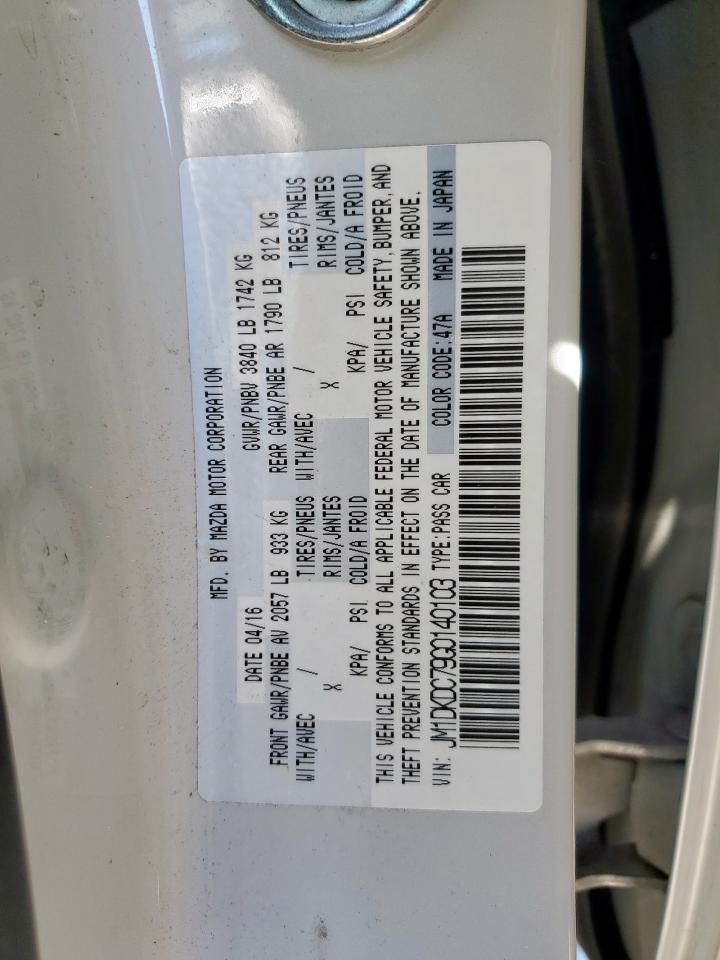 MFD. BY MAZDA MOTOR CORPORATION
DATE 04/16 GVWR/PNBV 3840 LB 1742 KG
FRONT GAWR/PNBE AV 2057 LB 933 KG REAR GAWR/PNBE AR 1790 LB 812 KG
WITH/AVEC / TIRES/PNEUS WITH/AVEC / TIRES/PNEUS
X RIMS/JANTES X RIMS/JANTES
KPA/ PSI COLD/A FROID KPA/ PSI COLD/A FROID
THIS VEHICLE CONFORMS TO ALL APPLICABLE FEDERAL MOTOR VEHICLE SAFETY, BUMPER, AND
THEFT PREVENTION STANDARDS IN EFFECT ON THE DATE OF MANUFACTURE SHOWN ABOVE.
VIN: JM1DKDC79G0140103 TYPE:PASS CAR COLOR CODE:47A MADE IN JAPAN